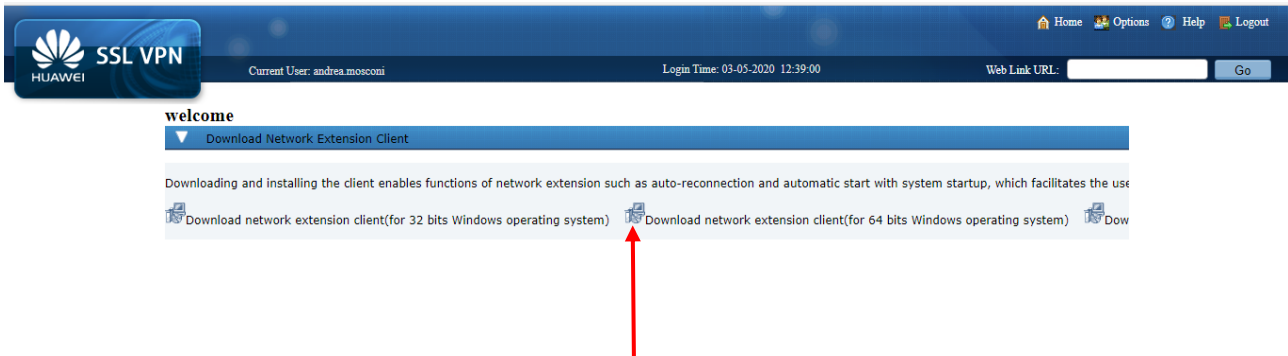 Home Options Help Logout
SSL VPN
HUAWEI
Current User: andrea.mosconi Login Time: 03-05-2020 12:39:00 Web Link URL: Go
welcome
Download Network Extension Client
Downloading and installing the client enables functions of network extension such as auto-reconnection and automatic start with system startup, which facilitates the use
Download network extension client(for 32 bits Windows operating system) Download network extension client(for 64 bits Windows operating system) Dow